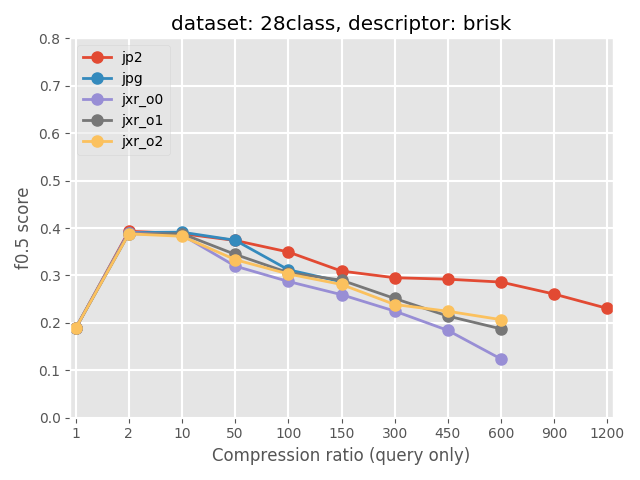 dataset: 28class, descriptor: brisk
jp2
jpg
jxr_o0
jxr_o1
jxr_o2
0.8
0.7
0.6
0.5
0.4
0.3
0.2
0.1
0.0
f0.5 score
1 2 10 50 100 150 300 450 600 900 1200
Compression ratio (query only)